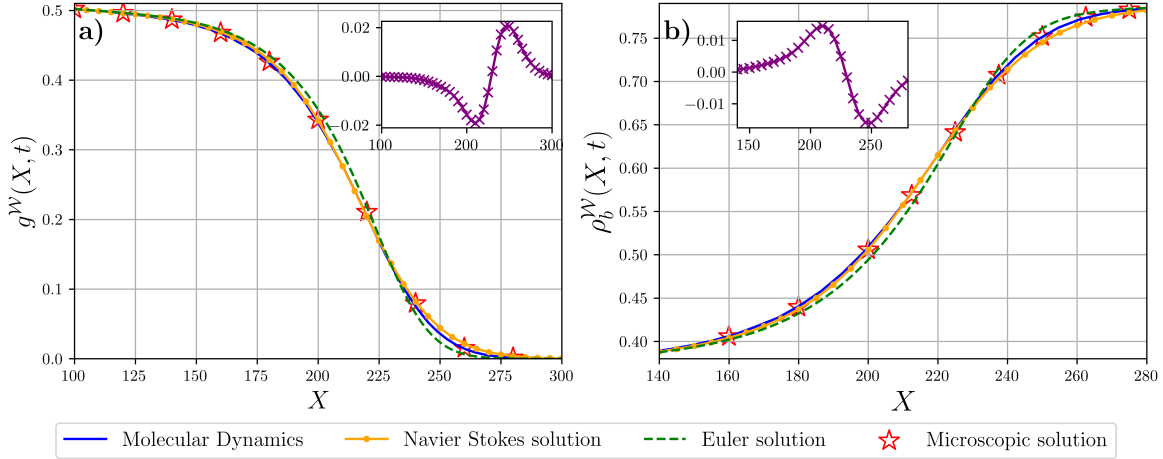 a)
0.5
0.4
0.3
0.2
0.1
0.0
g^𝒲(X, t)
100 125 150 175 200 225 250 275 300
X
0.02
0.00
−0.02
100 200 300
b)
0.75
0.70
0.65
0.60
0.55
0.50
0.45
0.40
ρ_b^𝒲(X, t)
140 160 180 200 220 240 260 280
X
0.01
0.00
−0.01
150 200 250
Molecular Dynamics Navier Stokes solution Euler solution Microscopic solution